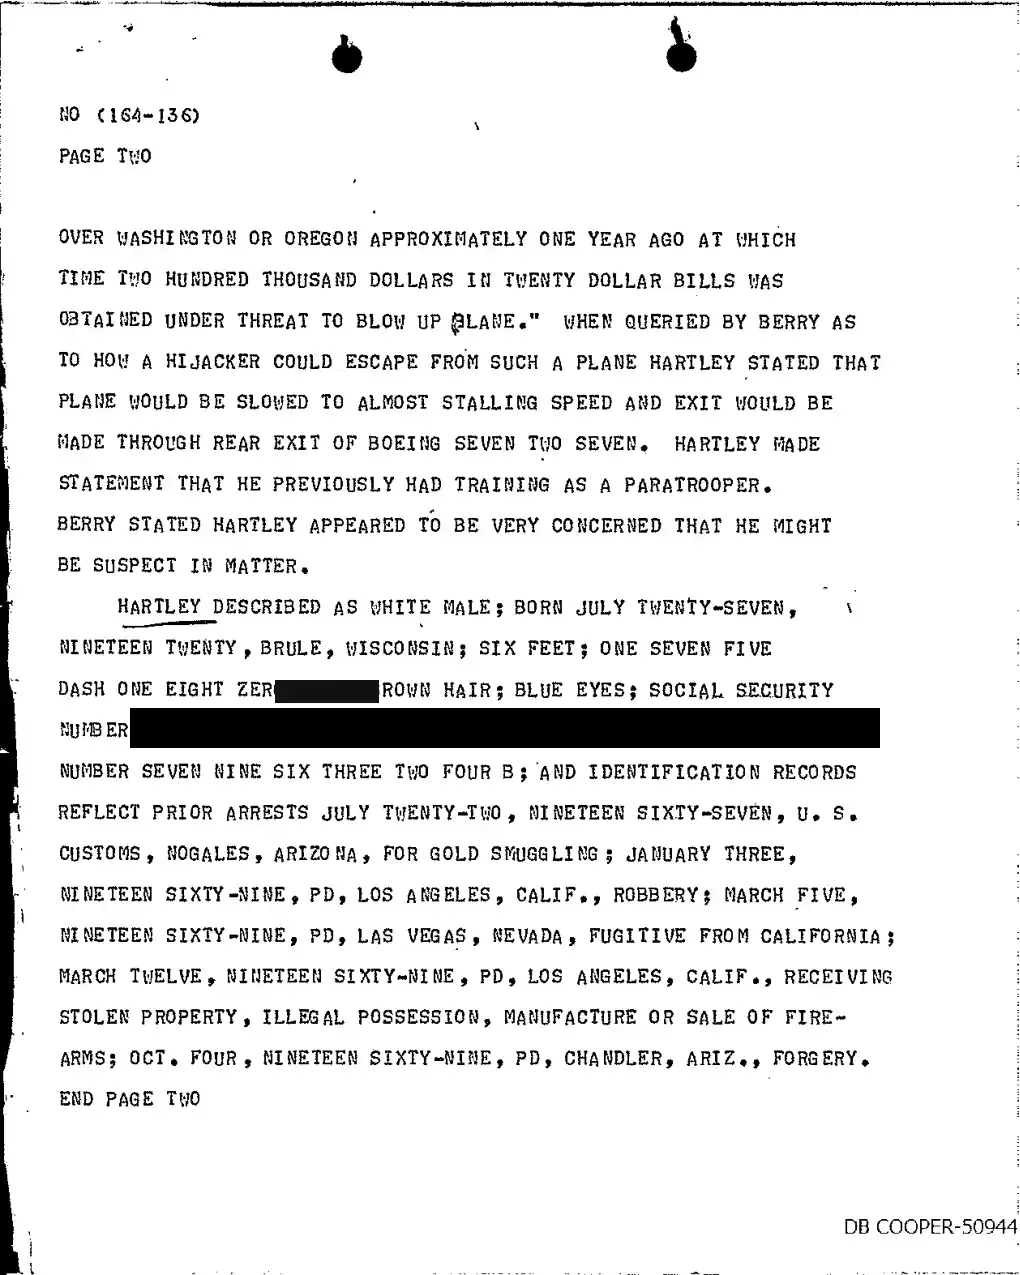 NO (164-136)
PAGE TWO
OVER WASHINGTON OR OREGON APPROXIMATELY ONE YEAR AGO AT WHICH
TIME TWO HUNDRED THOUSAND DOLLARS IN TWENTY DOLLAR BILLS WAS
OBTAINED UNDER THREAT TO BLOW UP PLANE." WHEN QUERIED BY BERRY AS
TO HOW A HIJACKER COULD ESCAPE FROM SUCH A PLANE HARTLEY STATED THAT
PLANE WOULD BE SLOWED TO ALMOST STALLING SPEED AND EXIT WOULD BE
MADE THROUGH REAR EXIT OF BOEING SEVEN TWO SEVEN. HARTLEY MADE
STATEMENT THAT HE PREVIOUSLY HAD TRAINING AS A PARATROOPER.
BERRY STATED HARTLEY APPEARED TO BE VERY CONCERNED THAT HE MIGHT
BE SUSPECT IN MATTER.
HARTLEY DESCRIBED AS WHITE MALE; BORN JULY TWENTY-SEVEN,
NINETEEN TWENTY, BRULE, WISCONSIN; SIX FEET; ONE SEVEN FIVE
DASH ONE EIGHT ZER ROWN HAIR; BLUE EYES; SOCIAL SECURITY
NUMBER
NUMBER SEVEN NINE SIX THREE TWO FOUR B; AND IDENTIFICATION RECORDS
REFLECT PRIOR ARRESTS JULY TWENTY-TWO, NINETEEN SIXTY-SEVEN, U. S.
CUSTOMS, NOGALES, ARIZONA, FOR GOLD SMUGGLING; JANUARY THREE,
NINETEEN SIXTY-NINE, PD, LOS ANGELES, CALIF., ROBBERY; MARCH FIVE,
NINETEEN SIXTY-NINE, PD, LAS VEGAS, NEVADA, FUGITIVE FROM CALIFORNIA;
MARCH TWELVE, NINETEEN SIXTY-NINE, PD, LOS ANGELES, CALIF., RECEIVING
STOLEN PROPERTY, ILLEGAL POSSESSION, MANUFACTURE OR SALE OF FIRE-
ARMS; OCT. FOUR, NINETEEN SIXTY-NINE, PD, CHANDLER, ARIZ., FORGERY.
END PAGE TWO
DB COOPER-50944